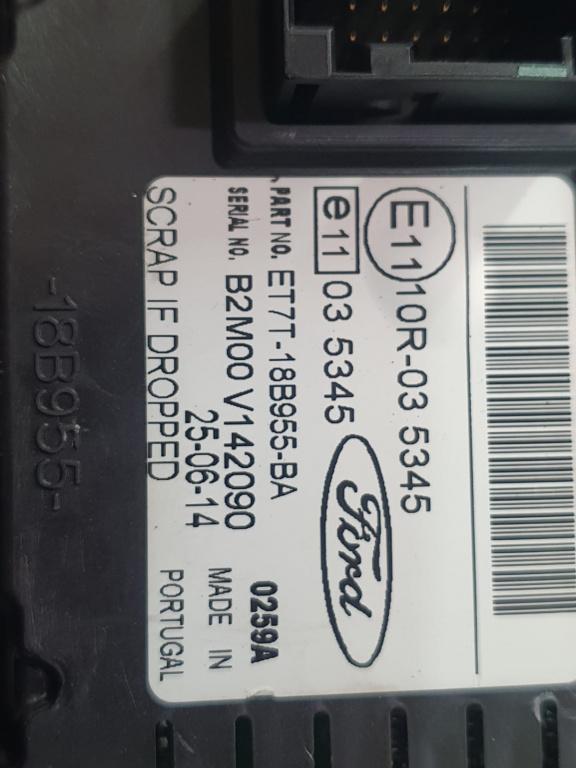 E11 10R-03 5345
e11 03 5345
Ford
PART NO. ET7T-18B955-BA
0259A
SERIAL NO. B2M00 V142090
25-06-14
MADE IN
PORTUGAL
SCRAP IF DROPPED
-18B955-